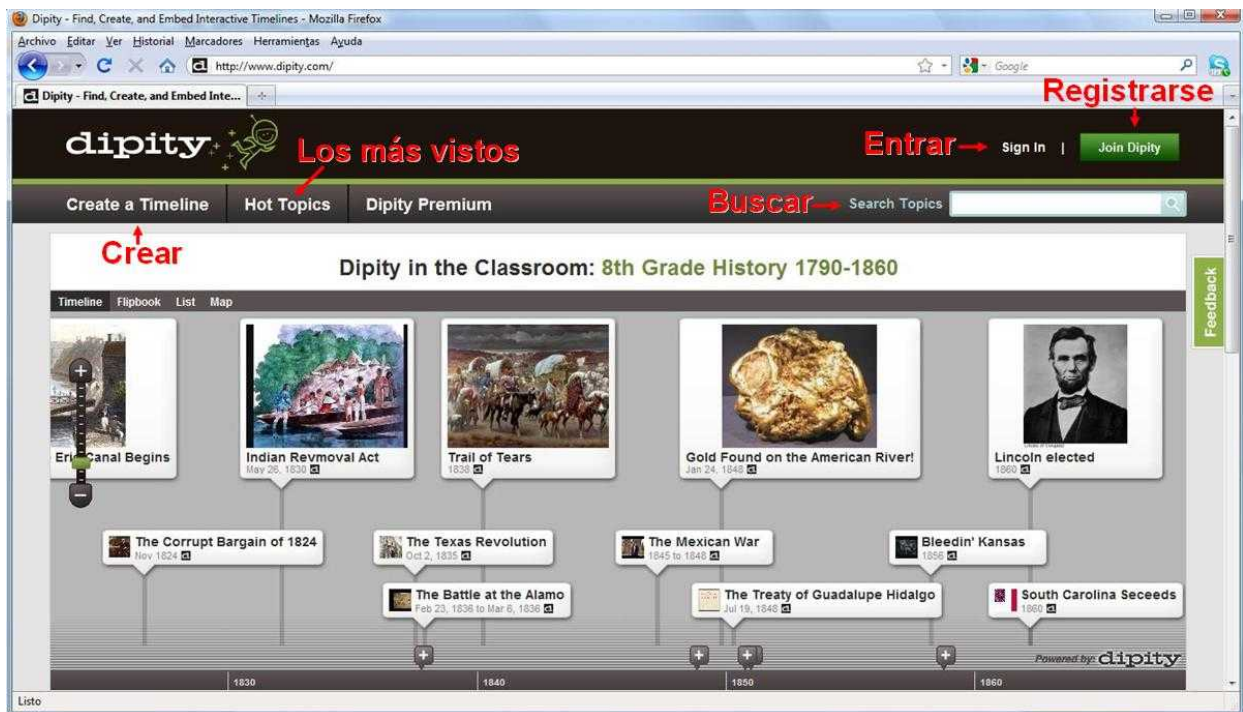 Dipity - Find, Create, and Embed Interactive Timelines - Mozilla Firefox
Archivo Editar Ver Historial Marcadores Herramientas Ayuda
http://www.dipity.com/
Google
Dipity - Find, Create, and Embed Inte...
Registrarse
dipity
Los más vistos
Entrar
Sign In | Join Dipity
Create a Timeline Hot Topics Dipity Premium
Buscar
Search Topics
Crear
Dipity in the Classroom: 8th Grade History 1790-1860
Feedback
Timeline Flipbook List Map
Canal Begins
Indian Revmoval Act
May 26, 1830
Trail of Tears
1838
Gold Found on the American River!
Jan 24, 1848
Lincoln elected
1860
The Corrupt Bargain of 1824
Nov 1824
The Texas Revolution
Oct 2, 1835
The Mexican War
1845 to 1848
Bleedin' Kansas
1856
The Battle at the Alamo
Feb 23, 1836 to Mar 6, 1836
The Treaty of Guadalupe Hidalgo
Jul 19, 1848
South Carolina Seceeds
1860
Powered by: dipity
1830 1840 1850 1860
Listo